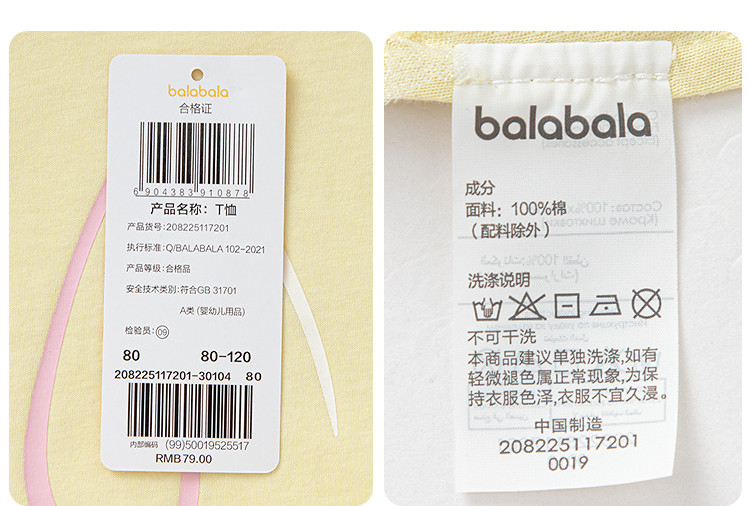 balabala
合格证
6 904383 910878
产品名称：T恤
产品货号：208225117201
执行标准：Q/BALABALA 102-2021
产品等级：合格品
安全技术类别：符合GB 31701
A类 (婴幼儿用品)
检验员：09
80 80-120
208225117201-30104 80
内部编码 (99)50019525517
RMB79.00
balabala
成分
面料：100%棉
（配料除外）
洗涤说明
不可干洗
本商品建议单独洗涤,如有
轻微褪色属正常现象,为保
持衣服色泽,衣服不宜久浸。
中国制造
208225117201
0019